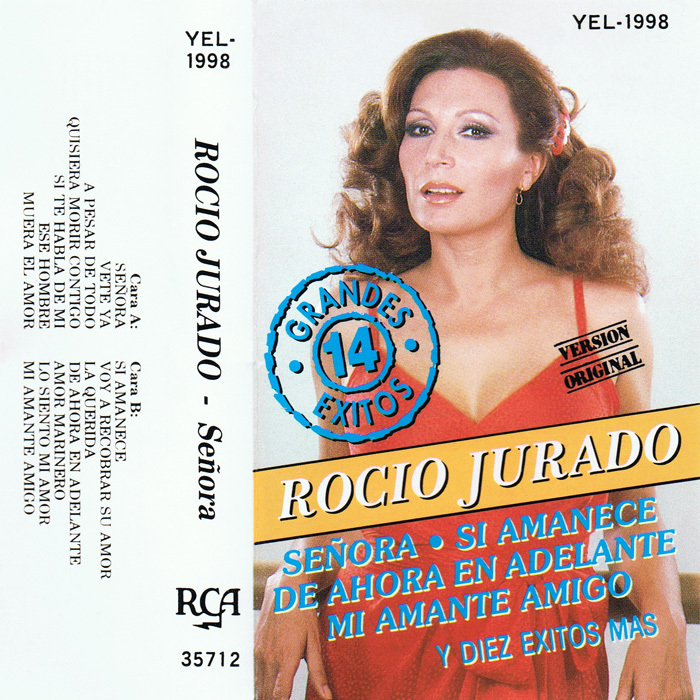 YEL-
1998
ROCIO JURADO - Señora
RCA
35712
Cara A:
SEÑORA
VETE YA
A PESAR DE TODO
QUISIERA MORIR CONTIGO
SI TE HABLA DE MI
ESE HOMBRE
MUERA EL AMOR
Cara B:
SI AMANECE
VOY A RECOBRAR SU AMOR
LA QUERIDA
DE AHORA EN ADELANTE
AMOR MARINERO
LO SIENTO MI AMOR
MI AMANTE AMIGO
YEL-1998
GRANDES
14
EXITOS
VERSION
ORIGINAL
ROCIO JURADO
SEÑORA • SI AMANECE
DE AHORA EN ADELANTE
MI AMANTE AMIGO
Y DIEZ EXITOS MAS